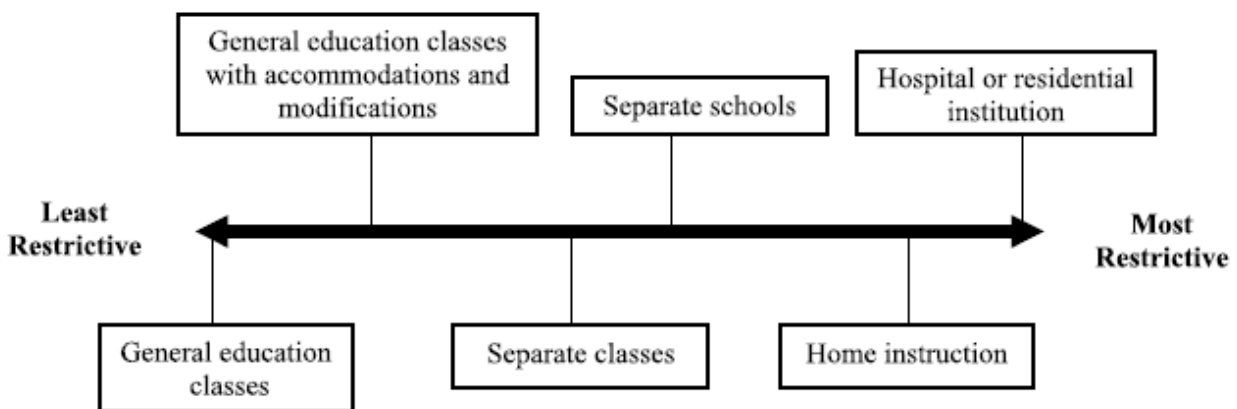 General education classes
with accommodations and
modifications
Separate schools
Hospital or residential
institution
Least
Restrictive
Most
Restrictive
General education
classes
Separate classes
Home instruction